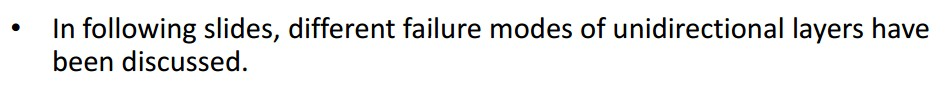 • In following slides, different failure modes of unidirectional layers have
been discussed.